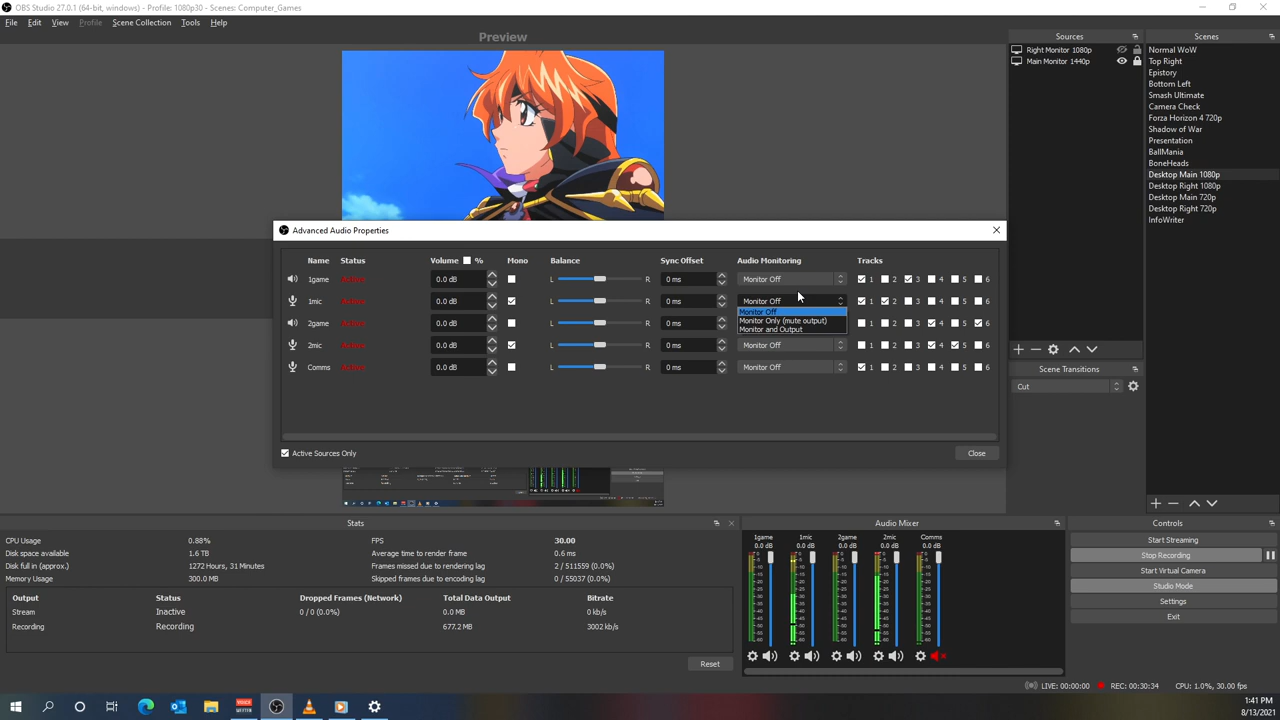 OBS Studio 27.0.1 (64-bit, windows) - Profile: 1080p30 - Scenes: Computer_Games
File Edit View Profile Scene Collection Tools Help
Preview
Sources
Right Monitor 1080p
Main Monitor 1440p
Scenes
Normal WoW
Top Right
Epistory
Bottom Left
Smash Ultimate
Camera Check
Forza Horizon 4 720p
Shadow of War
Presentation
BallMania
BoneHeads
Desktop Main 1080p
Desktop Right 1080p
Desktop Main 720p
Desktop Right 720p
InfoWriter
Scene Transitions
Cut
Advanced Audio Properties
Name Status Volume % Mono Balance Sync Offset Audio Monitoring Tracks
1game Active 0.0 dB L R 0 ms Monitor Off 1 2 3 4 5 6
1mic Active 0.0 dB L R 0 ms Monitor Off 1 2 3 4 5 6
Monitor Off
Monitor Only (mute output)
Monitor and Output
2game Active 0.0 dB L R 0 ms 1 2 3 4 5 6
2mic Active 0.0 dB L R 0 ms Monitor Off 1 2 3 4 5 6
Comms Active 0.0 dB L R 0 ms Monitor Off 1 2 3 4 5 6
Active Sources Only
Close
Stats
CPU Usage 0.88% FPS 30.00
Disk space available 1.6 TB Average time to render frame 0.6 ms
Disk full in (approx.) 1272 Hours, 31 Minutes Frames missed due to rendering lag 2 / 511559 (0.0%)
Memory Usage 300.0 MB Skipped frames due to encoding lag 0 / 55037 (0.0%)
Output Status Dropped Frames (Network) Total Data Output Bitrate
Stream Inactive 0 / 0 (0.0%) 0.0 MB 0 kb/s
Recording Recording 677.2 MB 3002 kb/s
Reset
Audio Mixer
1game 1mic 2game 2mic Comms
0.0 dB 0.0 dB 0.0 dB 0.0 dB 0.0 dB
Controls
Start Streaming
Stop Recording
Start Virtual Camera
Studio Mode
Settings
Exit
LIVE: 00:00:00 REC: 00:30:34 CPU: 1.0%, 30.00 fps
1:41 PM
8/13/2021